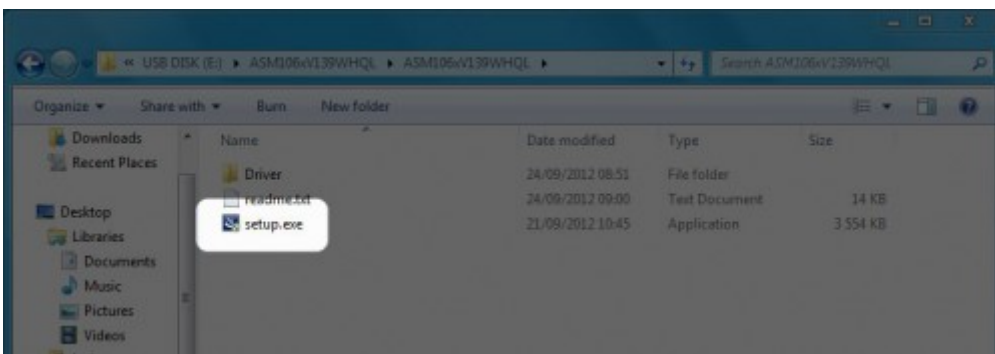 « USB DISK (E:) ▸ ASM106xV139WHQL ▸ ASM106xV139WHQL ▸ Search ASM106xV139WHQL
Organize Share with Burn New folder
Downloads
Recent Places
Desktop
Libraries
Documents
Music
Pictures
Videos
Name Date modified Type Size
Driver 24/09/2012 08:51 File folder
readme.txt 24/09/2012 09:00 Text Document 14 KB
setup.exe 21/09/2012 10:45 Application 3 554 KB